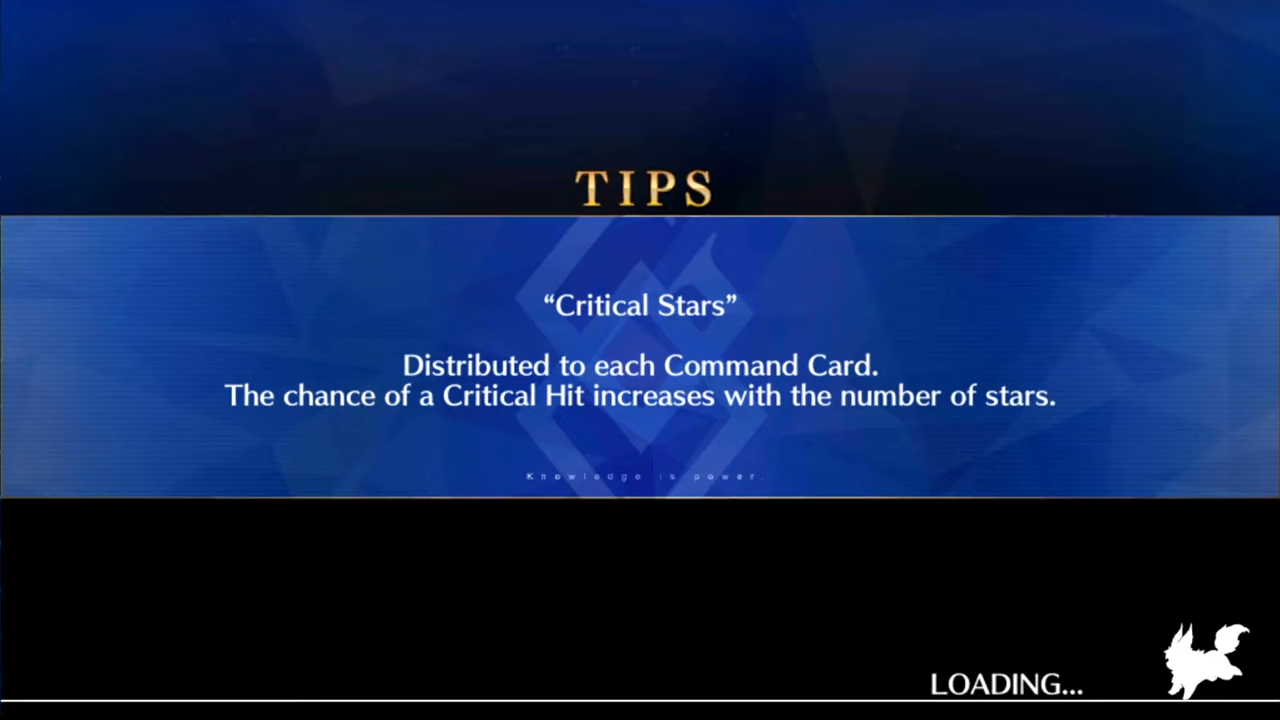 TIPS
“Critical Stars”
Distributed to each Command Card.
The chance of a Critical Hit increases with the number of stars.
Knowledge is power.
LOADING...